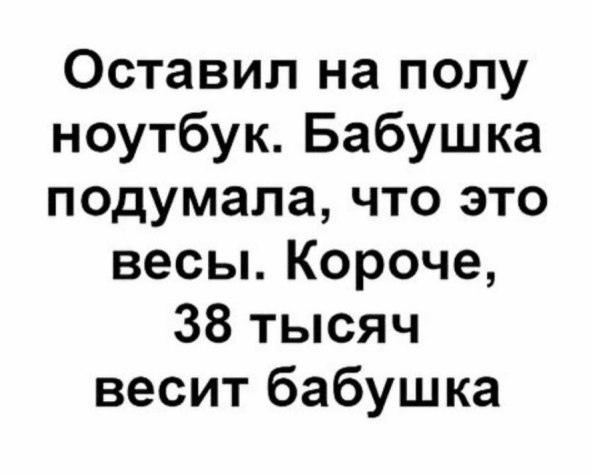 Оставил на полу
ноутбук. Бабушка
подумала, что это
весы. Короче,
38 тысяч
весит бабушка